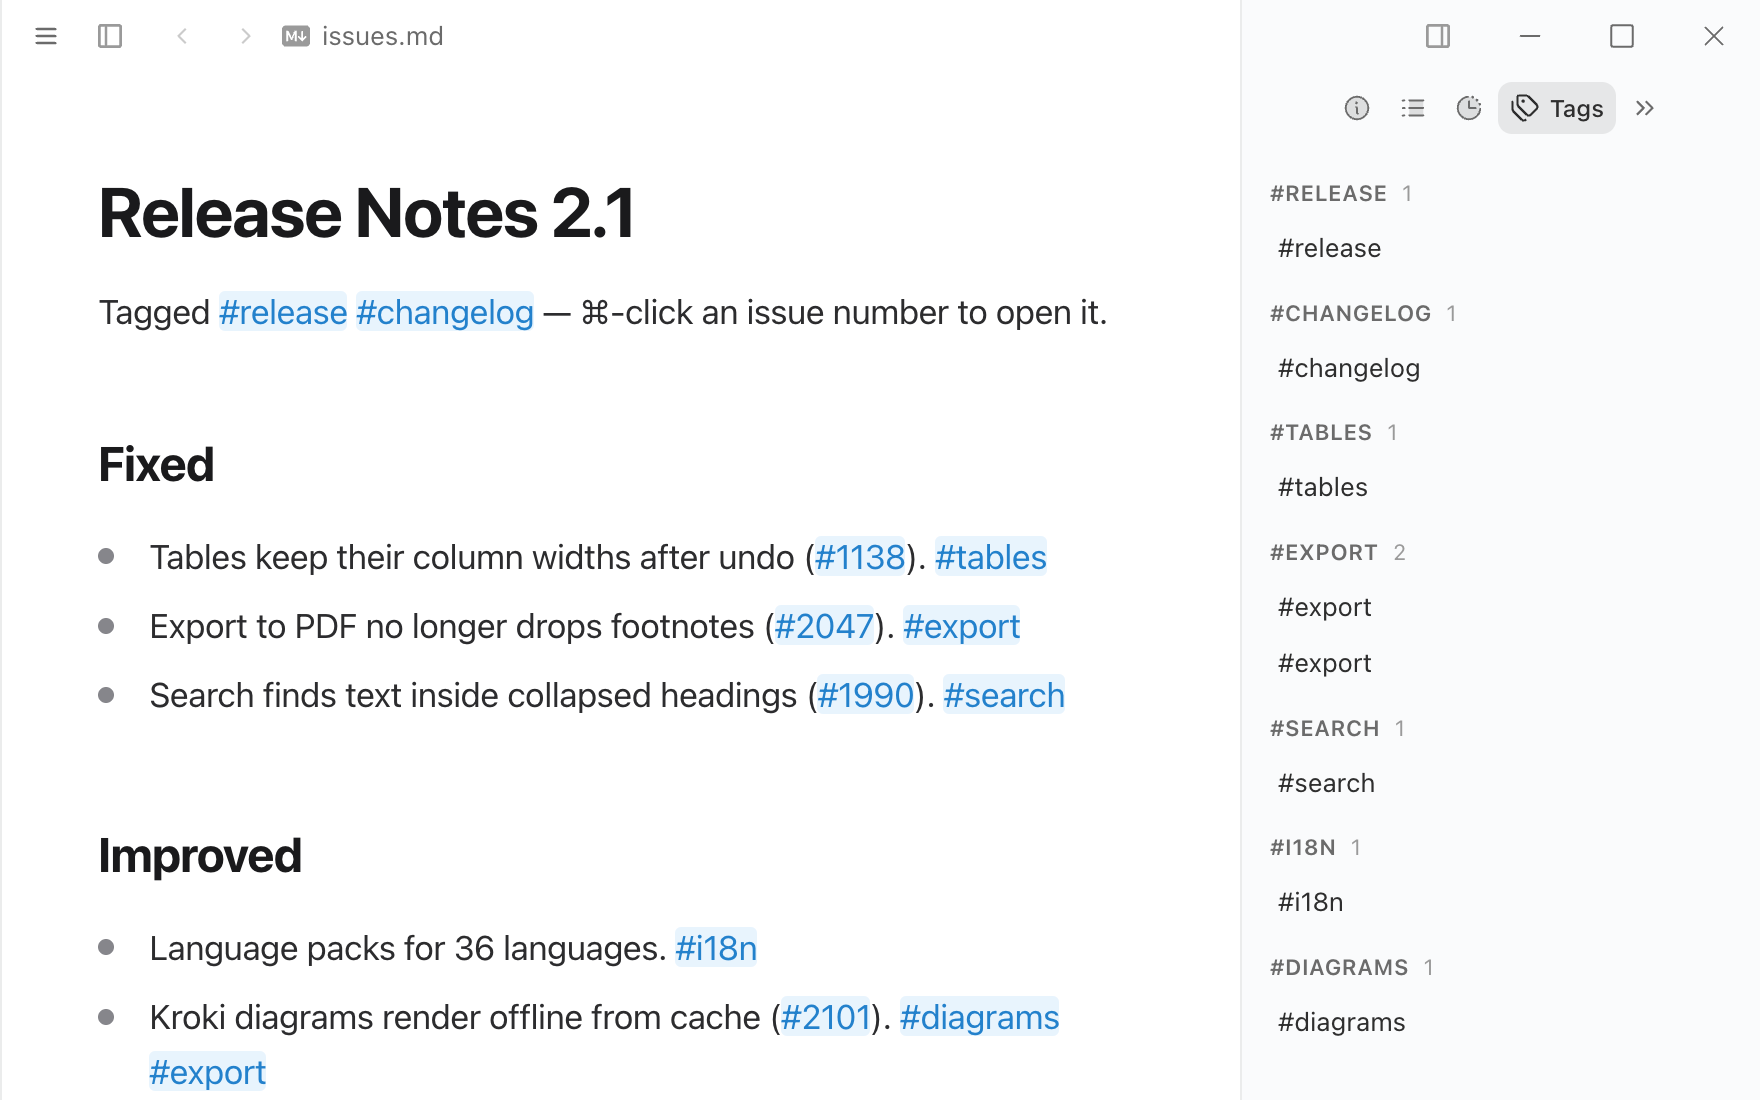 issues.md
Release Notes 2.1
Tagged #release #changelog — ⌘-click an issue number to open it.
Fixed
Tables keep their column widths after undo (#1138). #tables
Export to PDF no longer drops footnotes (#2047). #export
Search finds text inside collapsed headings (#1990). #search
Improved
Language packs for 36 languages. #i18n
Kroki diagrams render offline from cache (#2101). #diagrams
#export
Tags
#RELEASE 1
#release
#CHANGELOG 1
#changelog
#TABLES 1
#tables
#EXPORT 2
#export
#export
#SEARCH 1
#search
#I18N 1
#i18n
#DIAGRAMS 1
#diagrams